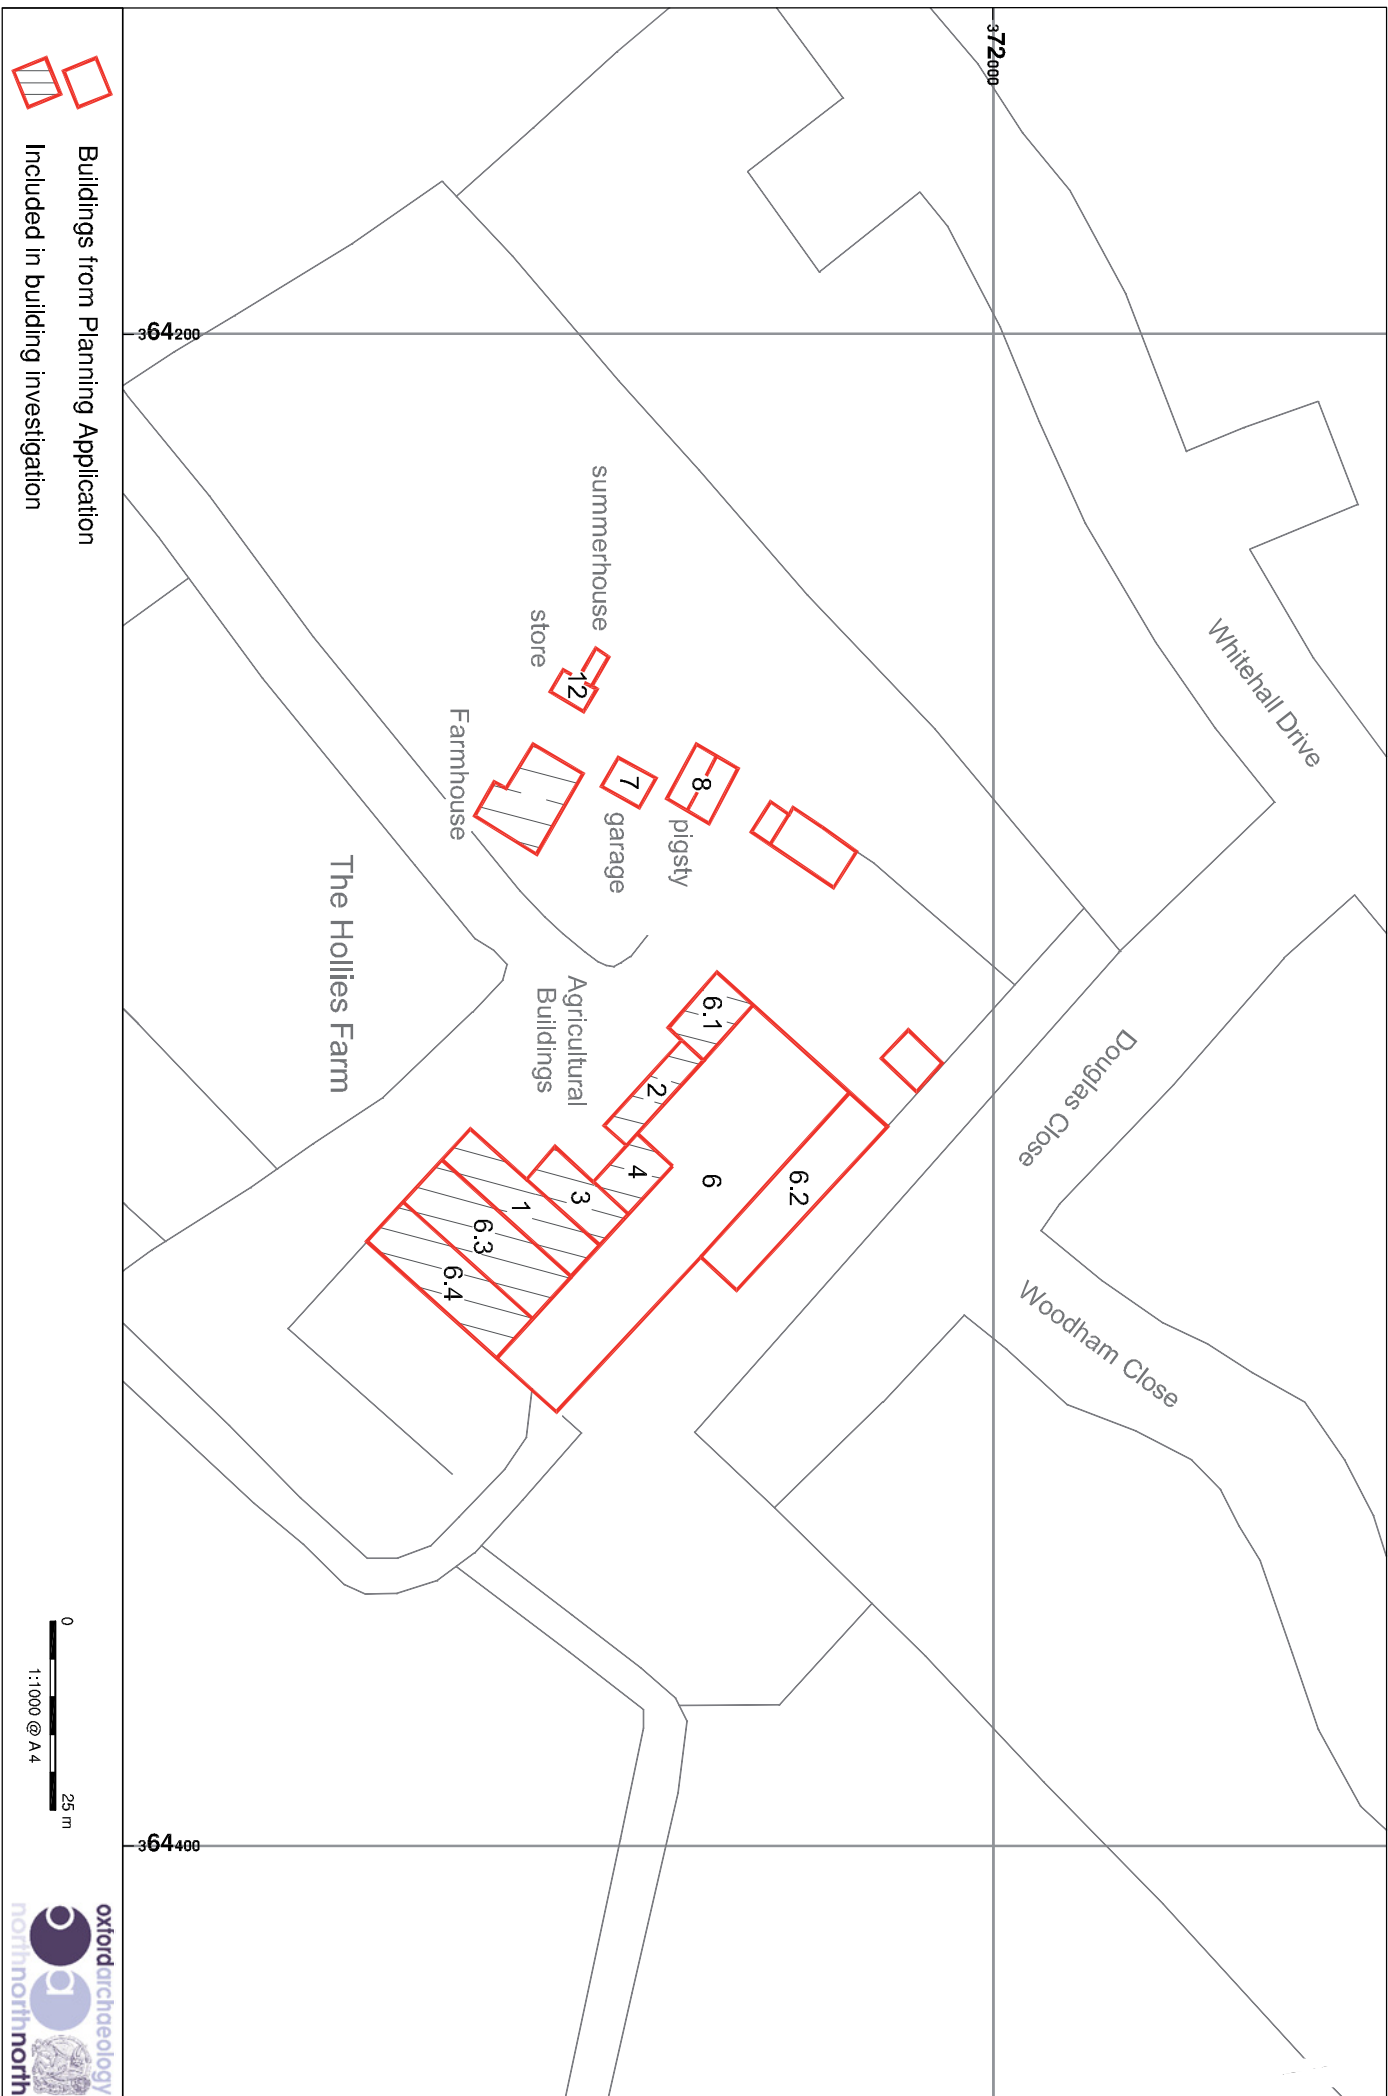 372000
Whitehall Drive
364200
summerhouse
store
12
Farmhouse
8
7
pigsty
garage
The Hollies Farm
Agricultural
Buildings
Douglas Close
6.1
2
4
6
6.2
3
1
6.3
6.4
Woodham Close
364400
Buildings from Planning Application
Included in building investigation
0
25 m
1:1000 @ A4
oxfordarchaeology
northnorthnorth